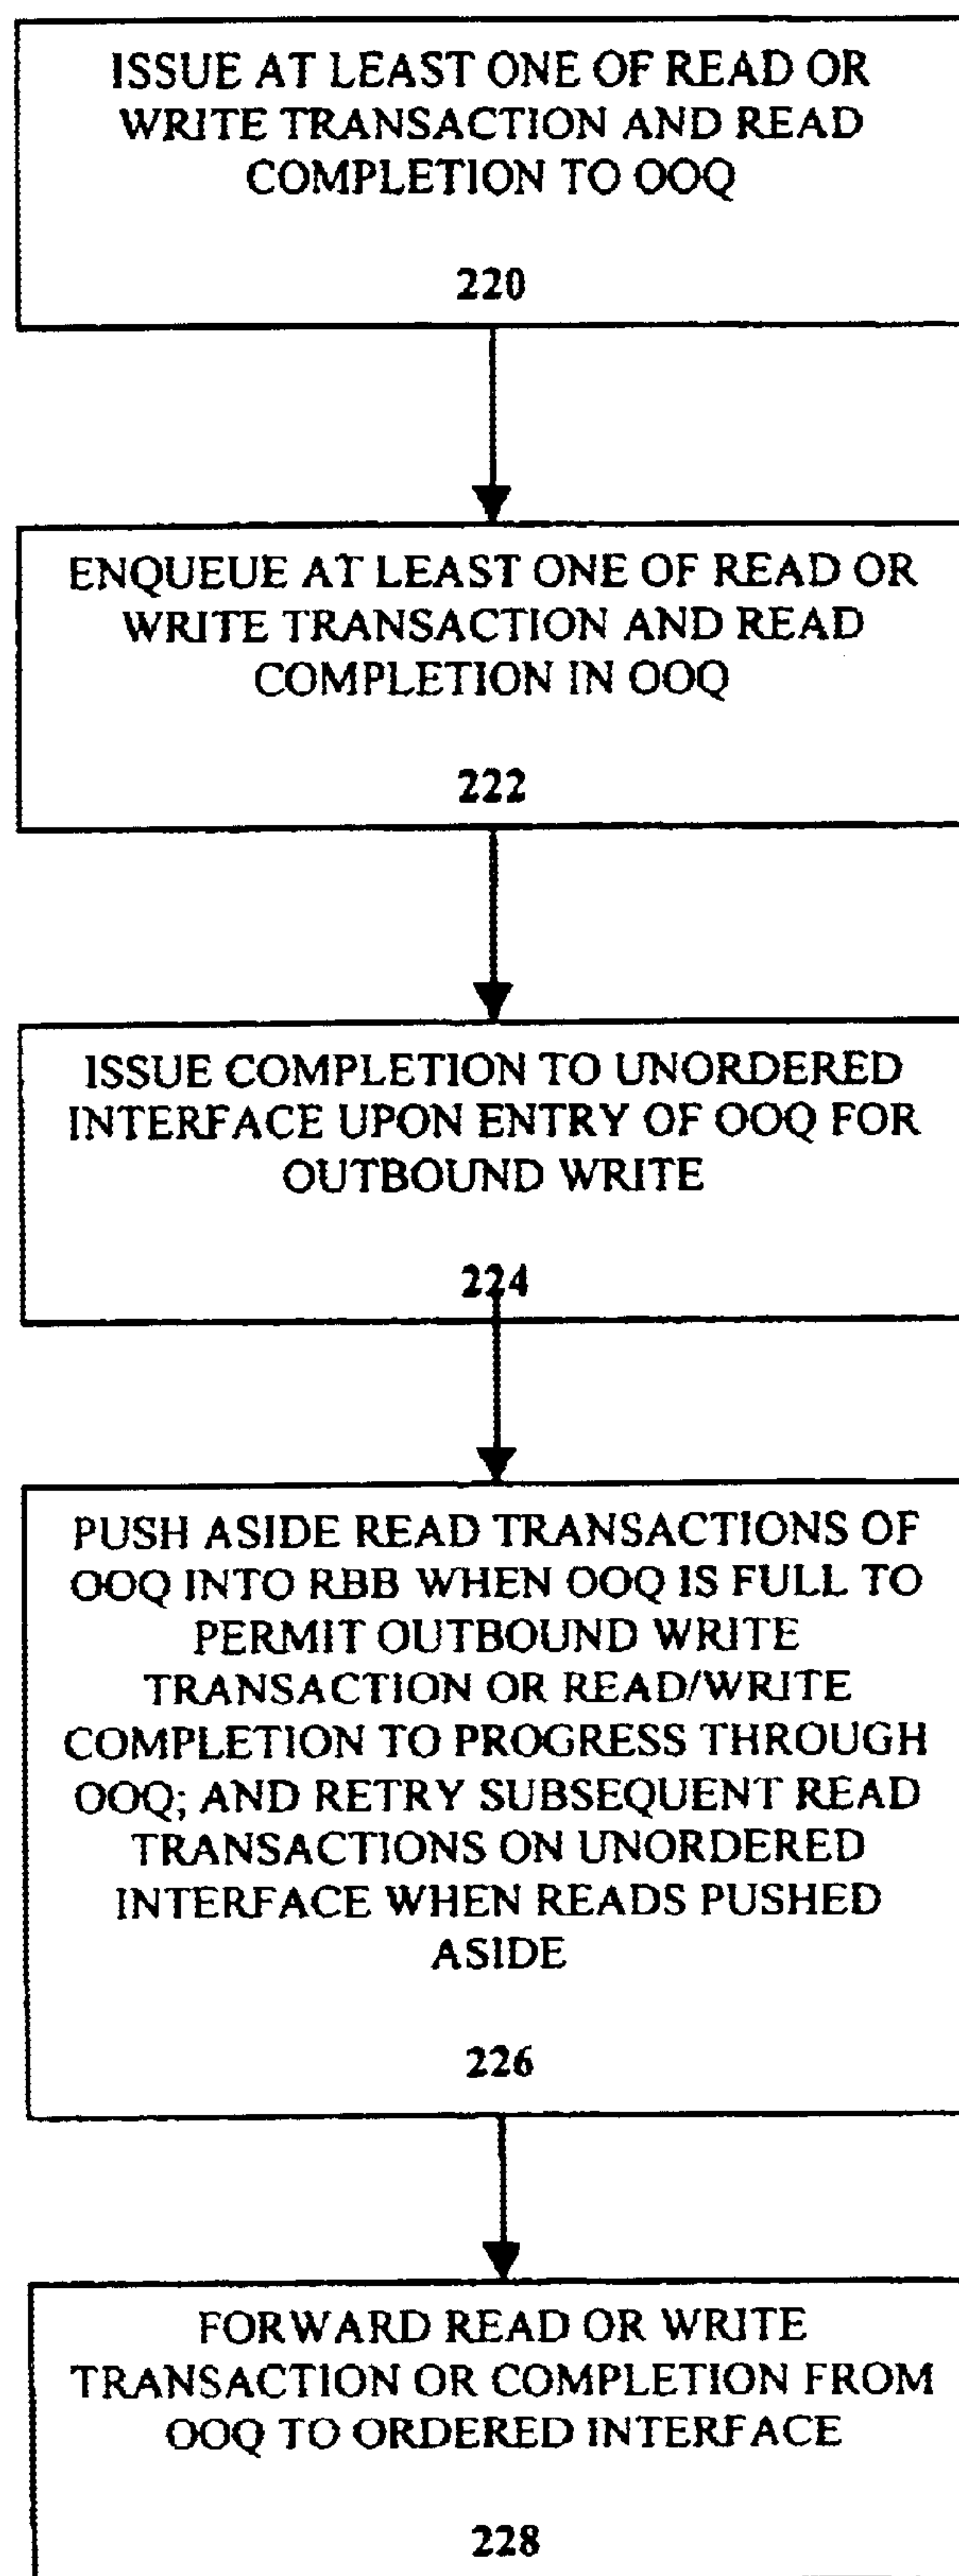 ISSUE AT LEAST ONE OF READ OR
WRITE TRANSACTION AND READ
COMPLETION TO OOQ
220
ENQUEUE AT LEAST ONE OF READ OR
WRITE TRANSACTION AND READ
COMPLETION IN OOQ
222
ISSUE COMPLETION TO UNORDERED
INTERFACE UPON ENTRY OF OOQ FOR
OUTBOUND WRITE
224
PUSH ASIDE READ TRANSACTIONS OF
OOQ INTO RBB WHEN OOQ IS FULL TO
PERMIT OUTBOUND WRITE
TRANSACTION OR READ/WRITE
COMPLETION TO PROGRESS THROUGH
OOQ; AND RETRY SUBSEQUENT READ
TRANSACTIONS ON UNORDERED
INTERFACE WHEN READS PUSHED
ASIDE
226
FORWARD READ OR WRITE
TRANSACTION OR COMPLETION FROM
OOQ TO ORDERED INTERFACE
228